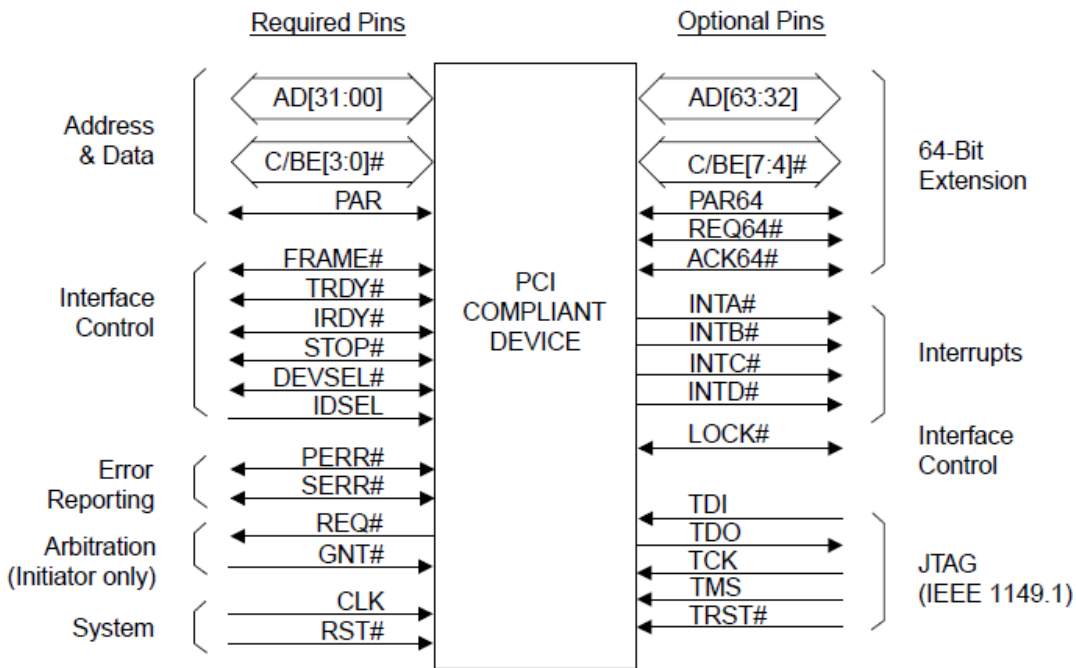 Required Pins
Optional Pins
Address
& Data
AD[31:00]
C/BE[3:0]#
PAR
Interface
Control
FRAME#
TRDY#
IRDY#
STOP#
DEVSEL#
IDSEL
Error
Reporting
PERR#
SERR#
Arbitration
(Initiator only)
REQ#
GNT#
System
CLK
RST#
PCI
COMPLIANT
DEVICE
AD[63:32]
C/BE[7:4]#
PAR64
REQ64#
ACK64#
64-Bit
Extension
INTA#
INTB#
INTC#
INTD#
Interrupts
LOCK#
Interface
Control
TDI
TDO
TCK
TMS
TRST#
JTAG
(IEEE 1149.1)